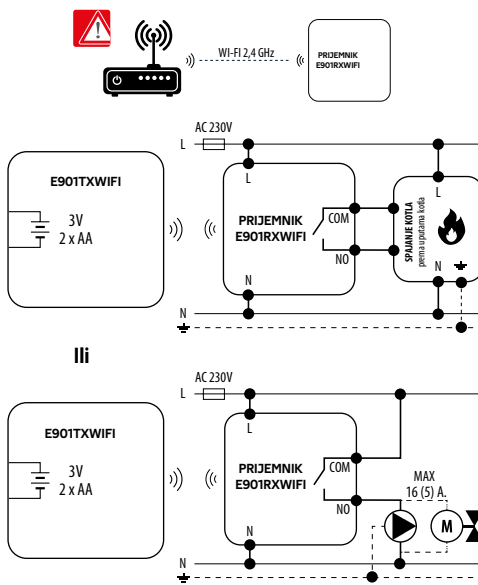 WI-FI 2,4 GHz
PRIJEMNIK
E901RXWIFI
AC 230V
L
E901TXWIFI
3V
2 x AA
L
PRIJEMNIK
E901RXWIFI
COM
NO
N
L
SPAJANJE KOTLA
prema uputama kotla
N
N
Ili
AC 230V
L
E901TXWIFI
3V
2 x AA
L
PRIJEMNIK
E901RXWIFI
COM
NO
N
MAX
16 (5) A.
M
N